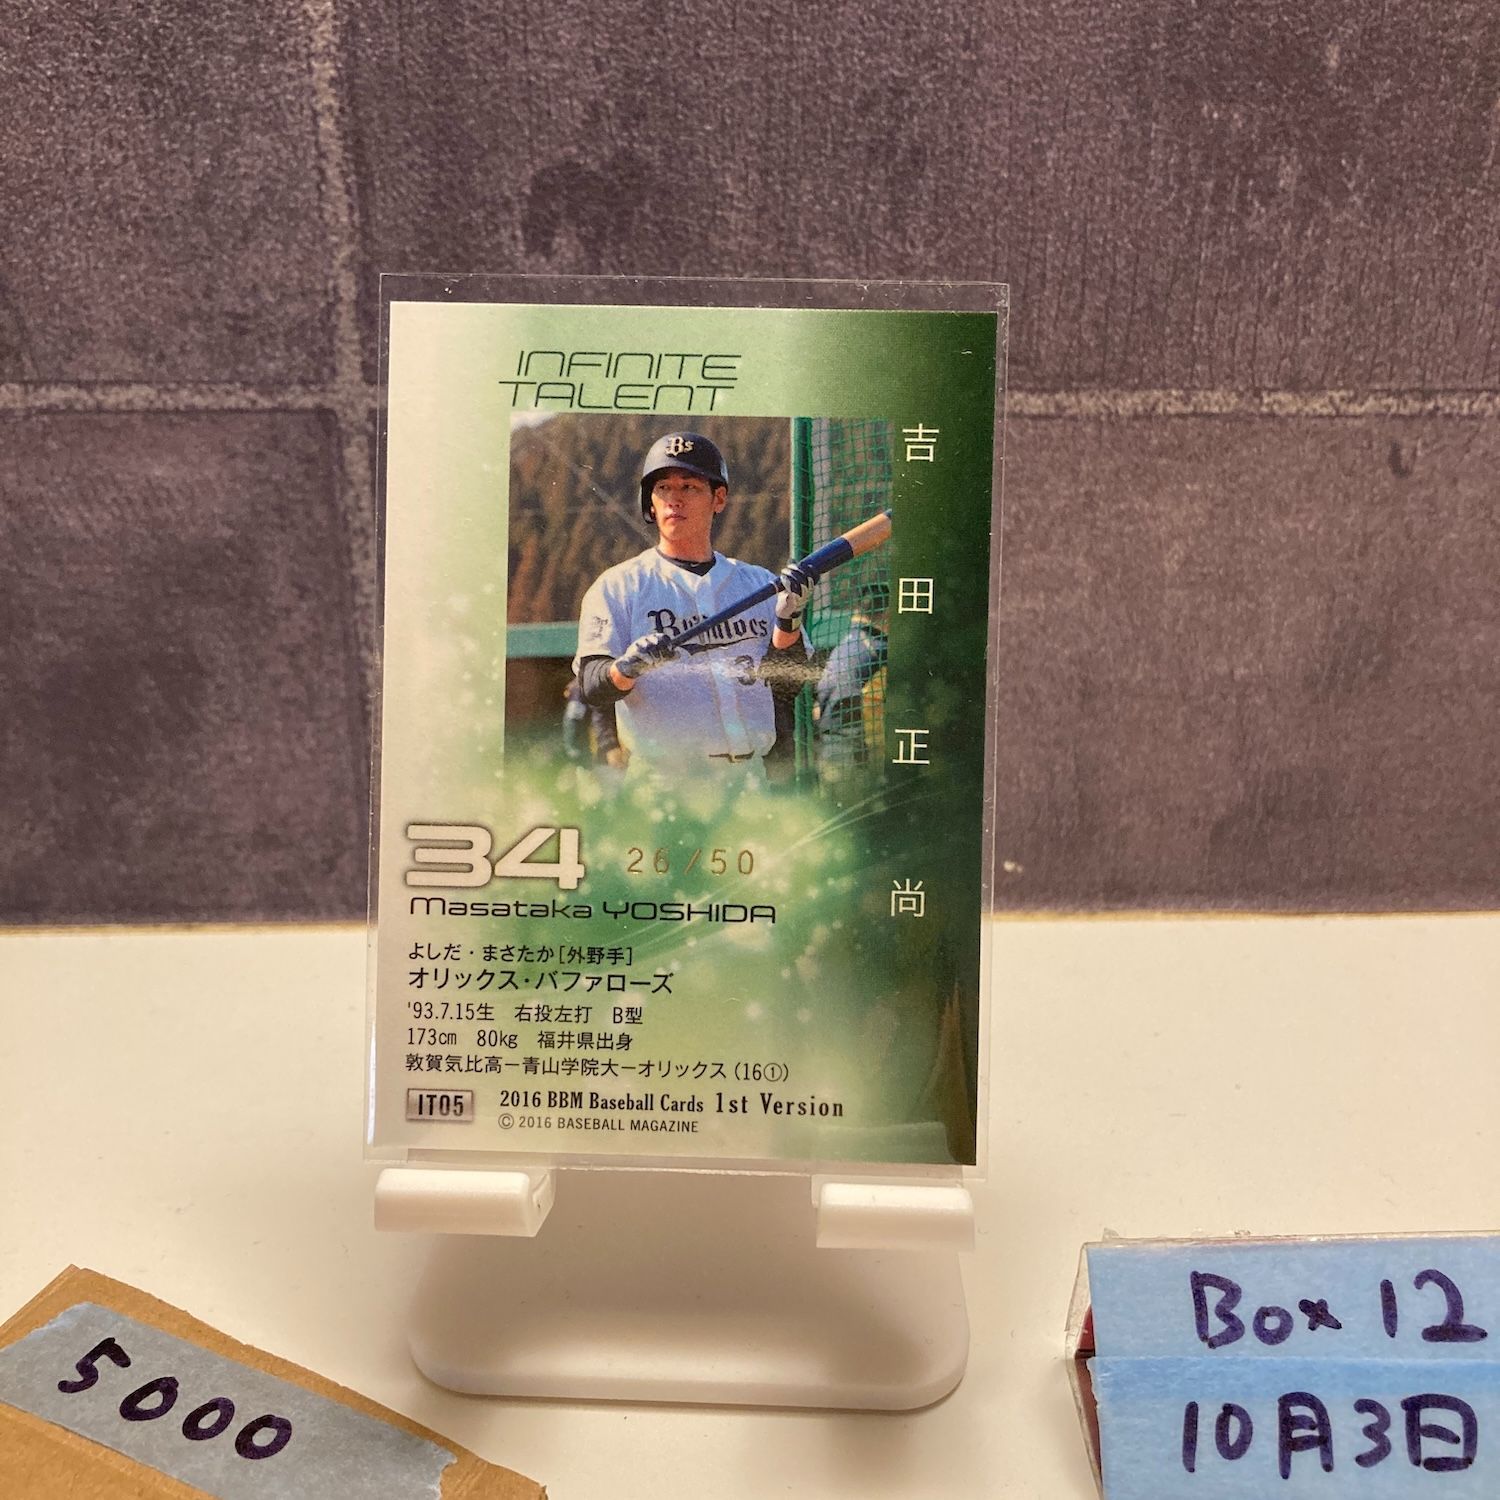 INFINITE
TALENT
吉田正尚
Bs
Buffaloes
34
26/50
Masataka YOSHIDA
よしだ・まさたか[外野手]
オリックス・バファローズ
'93.7.15生 右投左打 B型
173cm 80kg 福井県出身
敦賀気比高－青山学院大－オリックス（16①）
IT05
2016 BBM Baseball Cards 1st Version
© 2016 BASEBALL MAGAZINE
5000
Box 12
10月3日